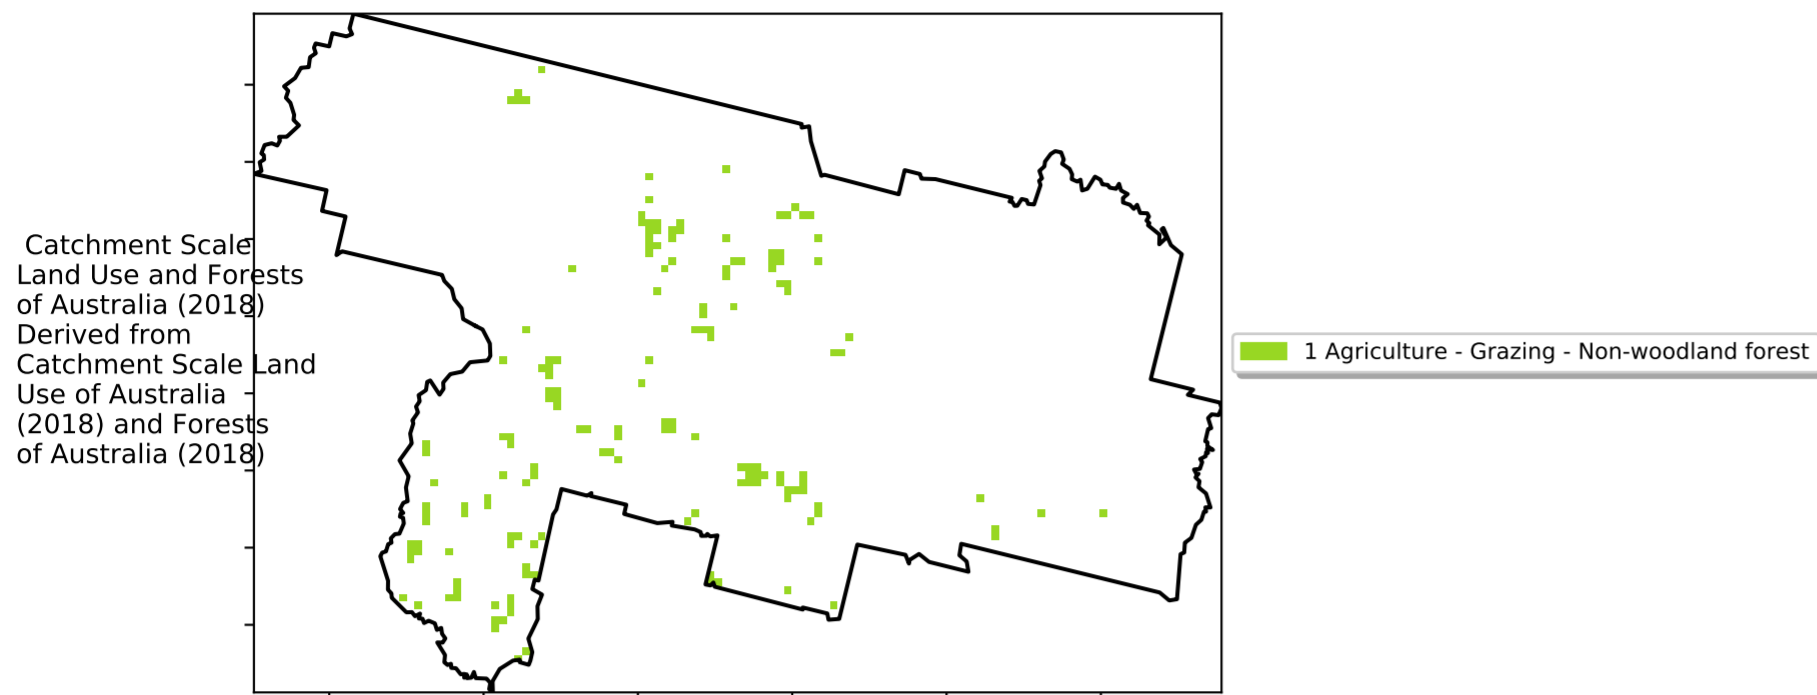 Catchment Scale
Land Use and Forests
of Australia (2018)
Derived from
Catchment Scale Land
Use of Australia
(2018) and Forests
of Australia (2018)
1 Agriculture - Grazing - Non-woodland forest